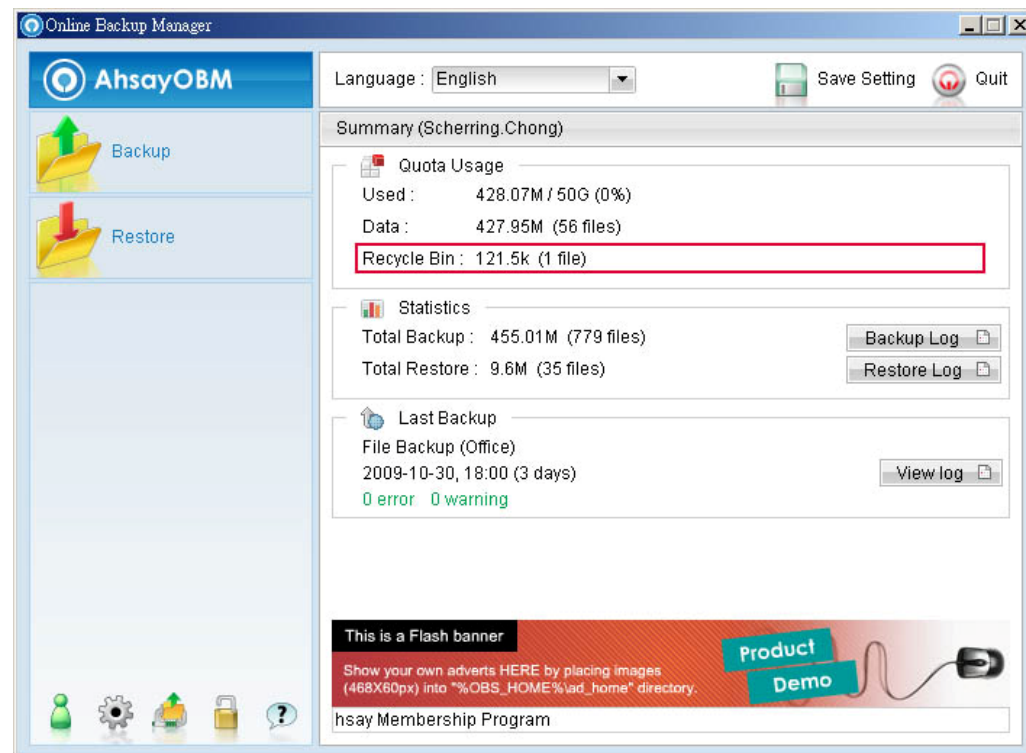 Online Backup Manager
AhsayOBM
Language : English
Save Setting
Quit
Backup
Restore
Summary (Scherring.Chong)
Quota Usage
Used : 428.07M / 50G (0%)
Data : 427.95M (56 files)
Recycle Bin : 121.5k (1 file)
Statistics
Total Backup : 455.01M (779 files)
Backup Log
Total Restore : 9.6M (35 files)
Restore Log
Last Backup
File Backup (Office)
2009-10-30, 18:00 (3 days)
View log
0 error 0 warning
This is a Flash banner
Show your own adverts HERE by placing images
(468X60px) into "%OBS_HOME%\ad_home" directory.
Product
Demo
hsay Membership Program